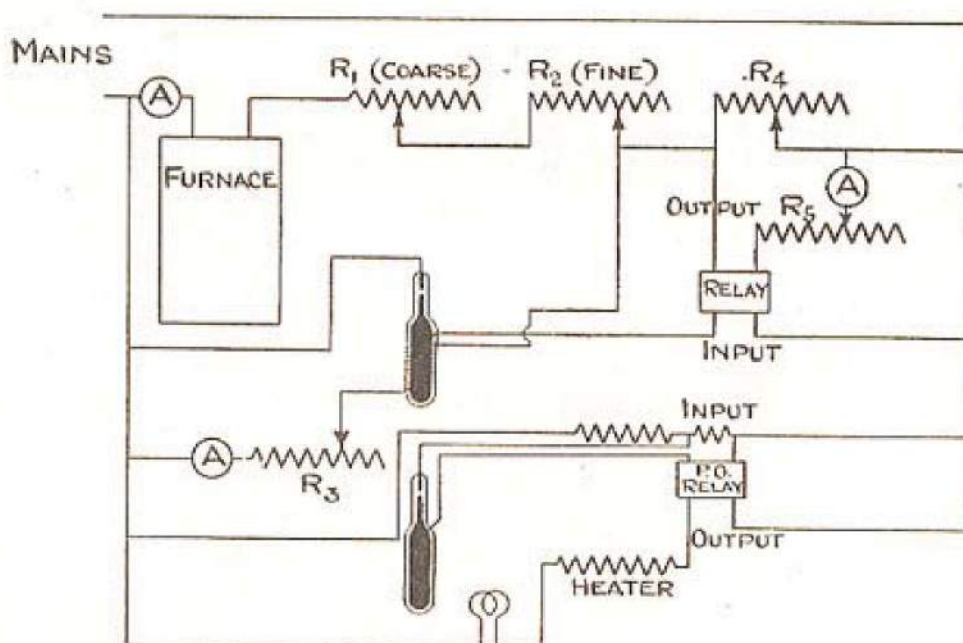 MAINS
R1 (COARSE)
R2 (FINE)
R4
A
FURNACE
A
OUTPUT
R5
RELAY
INPUT
INPUT
A
R3
P.O.
RELAY
OUTPUT
HEATER